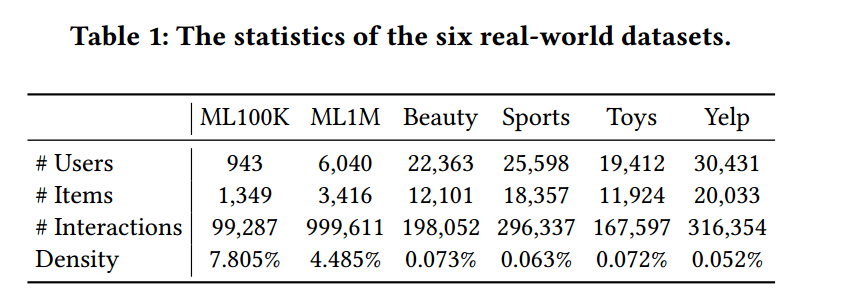 Table 1: The statistics of the six real-world datasets.
ML100K ML1M Beauty Sports Toys Yelp
# Users 943 6,040 22,363 25,598 19,412 30,431
# Items 1,349 3,416 12,101 18,357 11,924 20,033
# Interactions 99,287 999,611 198,052 296,337 167,597 316,354
Density 7.805% 4.485% 0.073% 0.063% 0.072% 0.052%